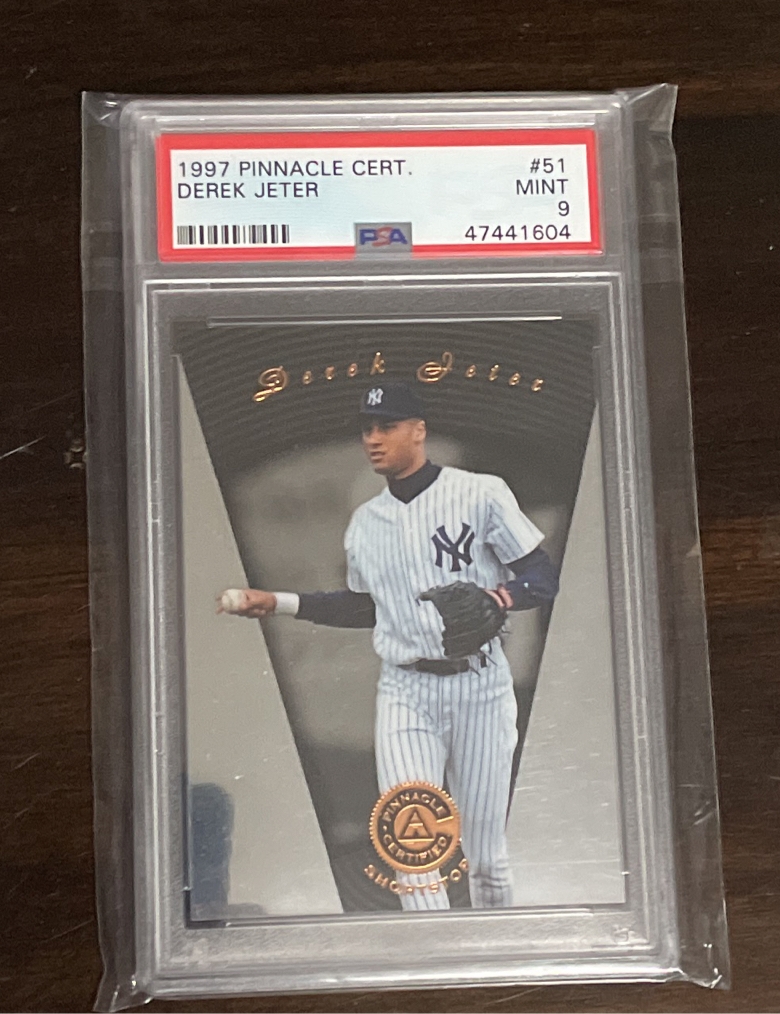 1997 PINNACLE CERT. #51
DEREK JETER MINT
9
PSA 47441604
Derek Jeter
NY
NY
PINNACLE
CERTIFIED
SHORTSTOP